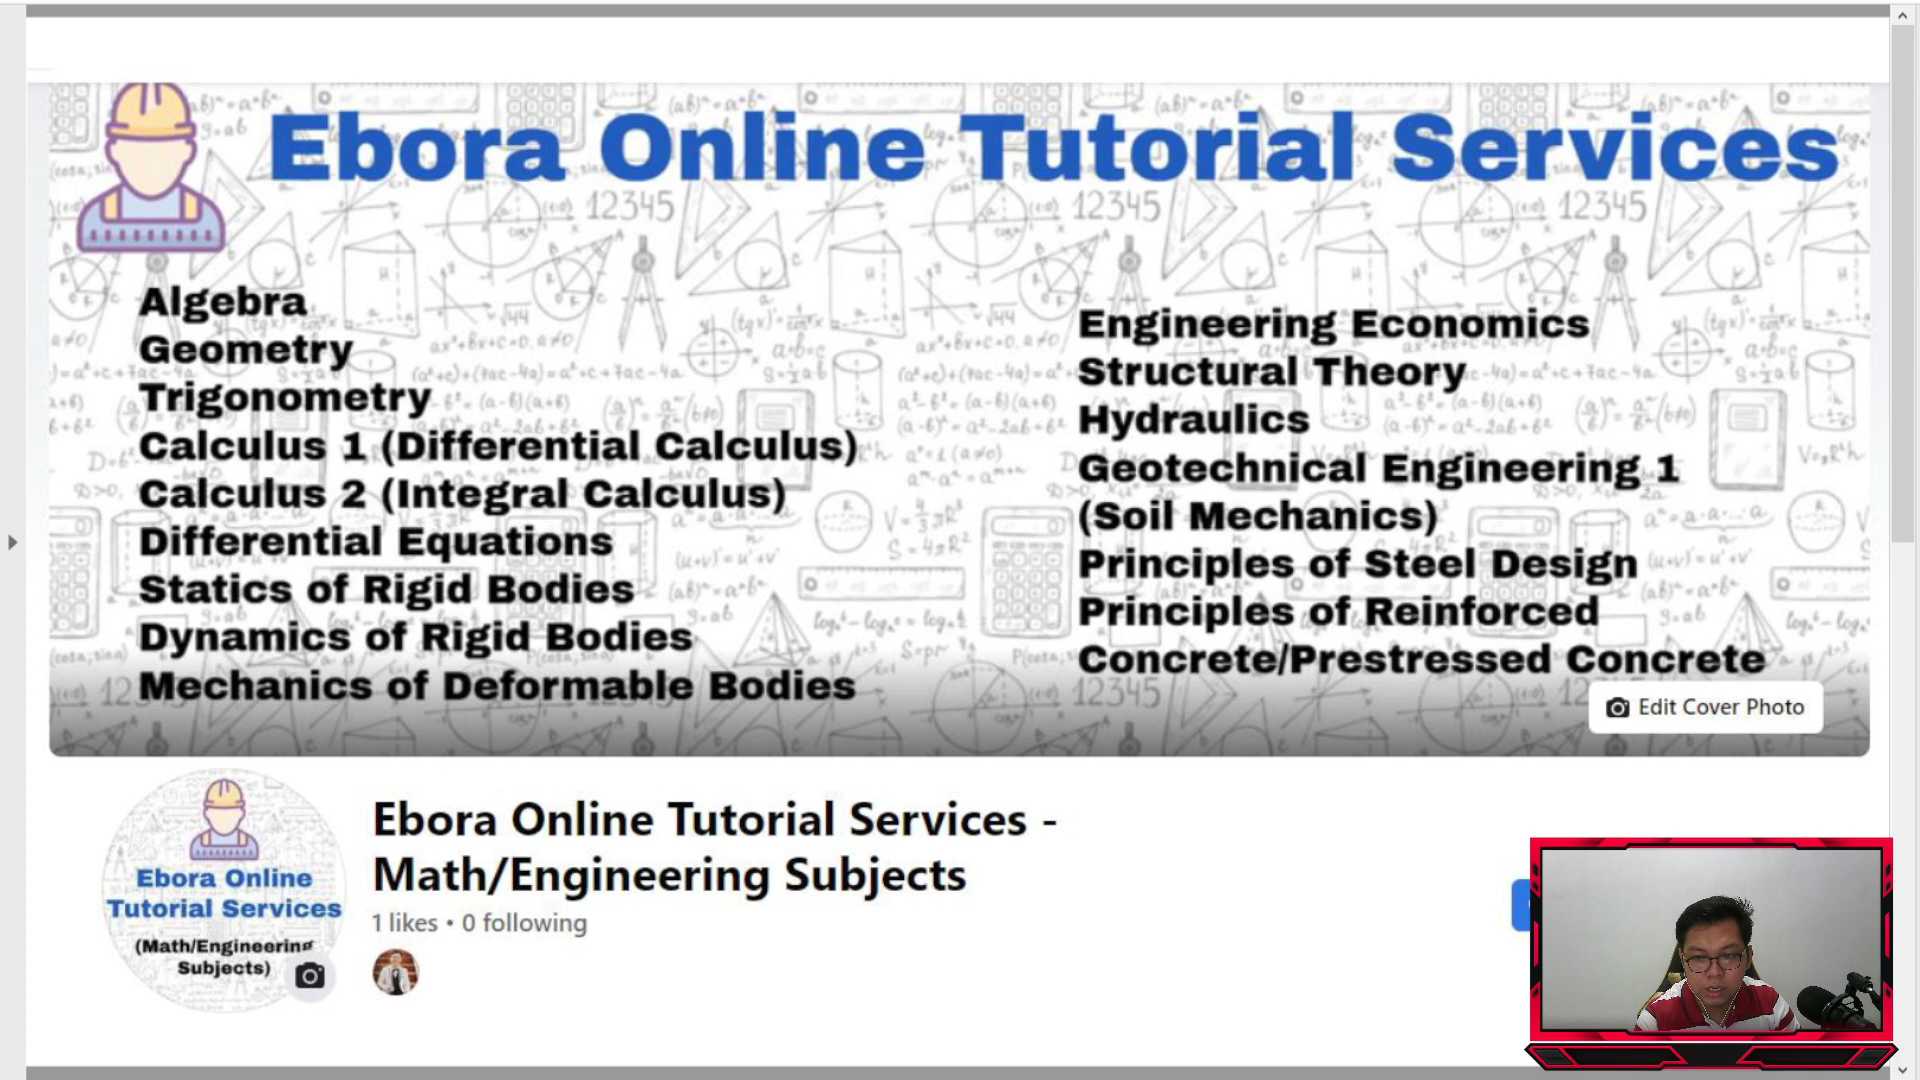 Ebora Online Tutorial Services
Algebra
Geometry
Trigonometry
Calculus 1 (Differential Calculus)
Calculus 2 (Integral Calculus)
Differential Equations
Statics of Rigid Bodies
Dynamics of Rigid Bodies
Mechanics of Deformable Bodies
Engineering Economics
Structural Theory
Hydraulics
Geotechnical Engineering 1
(Soil Mechanics)
Principles of Steel Design
Principles of Reinforced
Concrete/Prestressed Concrete
Edit Cover Photo
Ebora Online
Tutorial Services
(Math/Engineering
Subjects)
Ebora Online Tutorial Services -
Math/Engineering Subjects
1 likes • 0 following